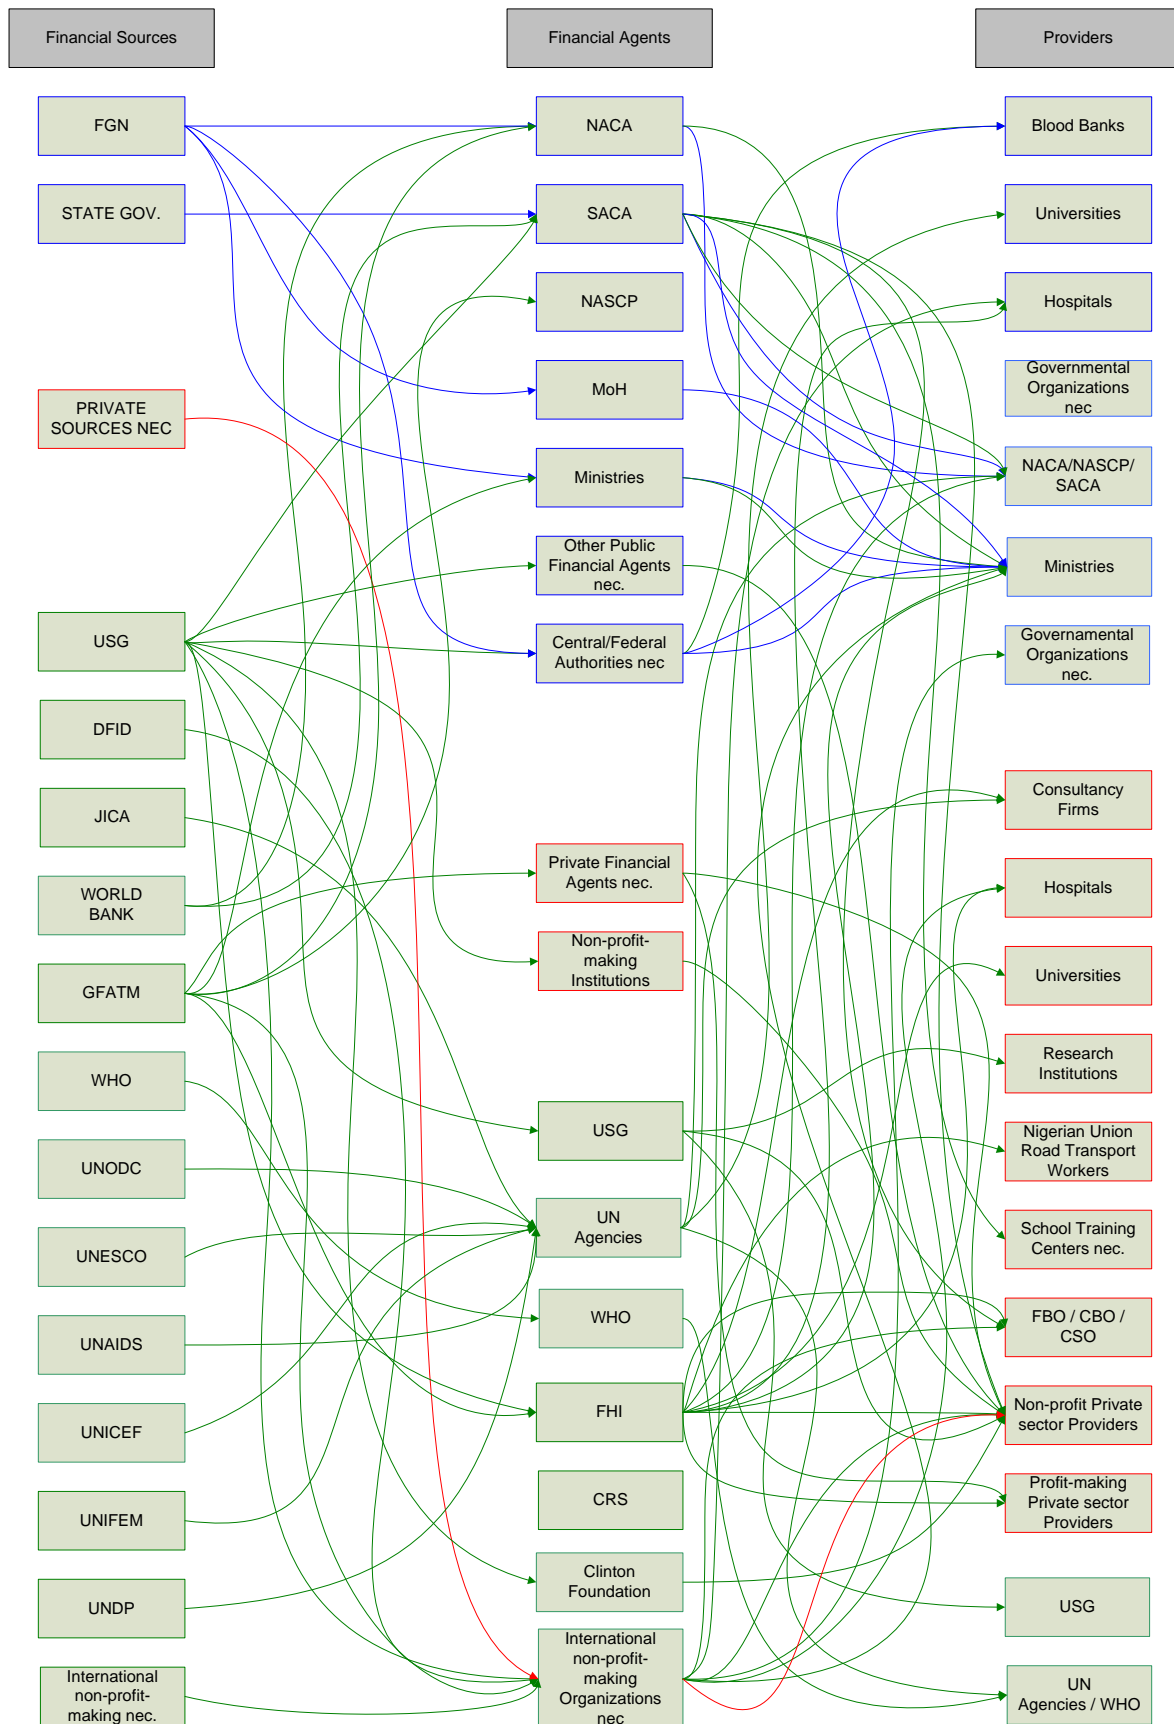 Financial Sources
Financial Agents
Providers
FGN
STATE GOV.
PRIVATE
SOURCES NEC
USG
DFID
JICA
WORLD
BANK
GFATM
WHO
UNODC
UNESCO
UNAIDS
UNICEF
UNIFEM
UNDP
International
non-profit-
making nec.
NACA
SACA
NASCP
MoH
Ministries
Other Public
Financial Agents
nec.
Central/Federal
Authorities nec
Private Financial
Agents nec.
Non-profit-
making
Institutions
USG
UN
Agencies
WHO
FHI
CRS
Clinton
Foundation
International
non-profit-
making
Organizations
nec
Blood Banks
Universities
Hospitals
Governmental
Organizations
nec
NACA/NASCP/
SACA
Ministries
Governamental
Organizations
nec.
Consultancy
Firms
Hospitals
Universities
Research
Institutions
Nigerian Union
Road Transport
Workers
School Training
Centers nec.
FBO / CBO /
CSO
Non-profit Private
sector Providers
Profit-making
Private sector
Providers
USG
UN
Agencies / WHO